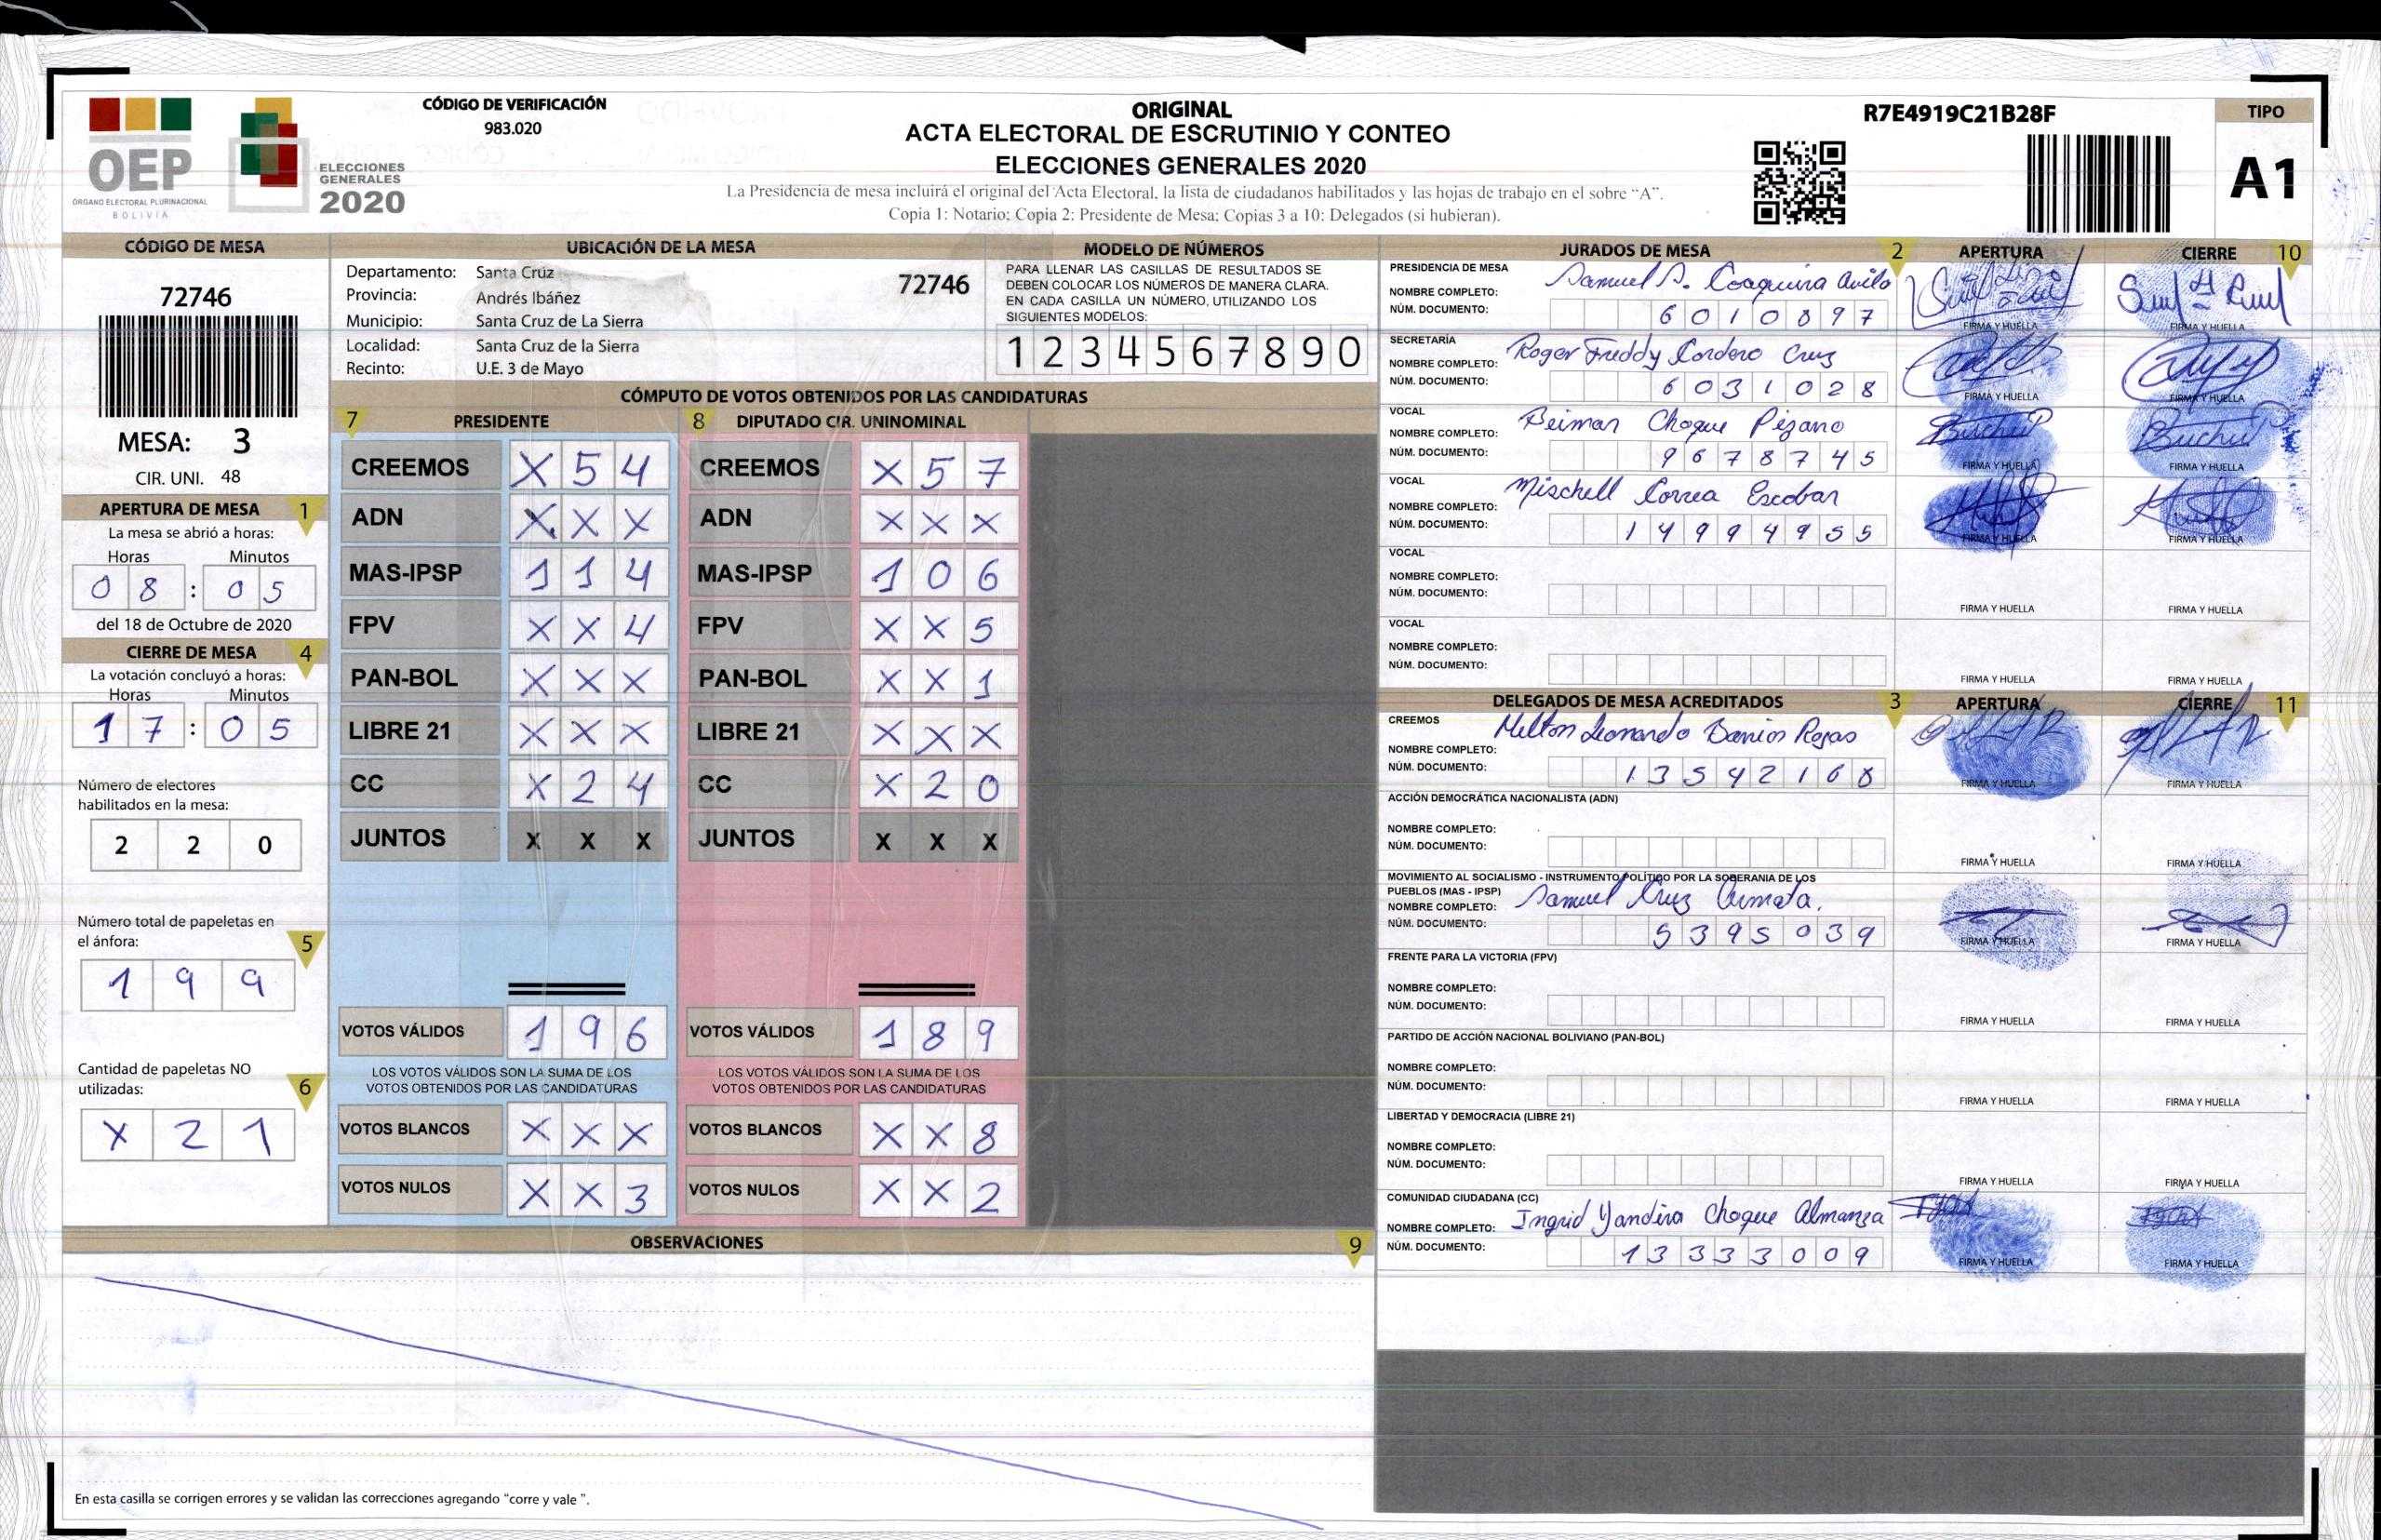 OEP
ÓRGANO ELECTORAL PLURINACIONAL
BOLIVIA
ELECCIONES
GENERALES
2020
CÓDIGO DE VERIFICACIÓN
983.020
ORIGINAL
ACTA ELECTORAL DE ESCRUTINIO Y CONTEO
ELECCIONES GENERALES 2020
La Presidencia de mesa incluirá el original del Acta Electoral, la lista de ciudadanos habilitados y las hojas de trabajo en el sobre “A”.
Copia 1: Notario; Copia 2: Presidente de Mesa; Copias 3 a 10: Delegados (si hubieran).
R7E4919C21B28F
TIPO
A1
CÓDIGO DE MESA
72746
MESA: 3
CIR. UNI. 48
APERTURA DE MESA 1
La mesa se abrió a horas:
Horas Minutos
0 8 : 0 5
del 18 de Octubre de 2020
CIERRE DE MESA 4
La votación concluyó a horas:
Horas Minutos
1 7 : 0 5
Número de electores
habilitados en la mesa:
2 2 0
Número total de papeletas en
el ánfora: 5
1 9 9
Cantidad de papeletas NO
utilizadas: 6
X 2 1
UBICACIÓN DE LA MESA
Departamento: Santa Cruz 72746
Provincia: Andrés Ibáñez
Municipio: Santa Cruz de La Sierra
Localidad: Santa Cruz de la Sierra
Recinto: U.E. 3 de Mayo
MODELO DE NÚMEROS
PARA LLENAR LAS CASILLAS DE RESULTADOS SE
DEBEN COLOCAR LOS NÚMEROS DE MANERA CLARA.
EN CADA CASILLA UN NÚMERO, UTILIZANDO LOS
SIGUIENTES MODELOS:
1 2 3 4 5 6 7 8 9 0
CÓMPUTO DE VOTOS OBTENIDOS POR LAS CANDIDATURAS
7 PRESIDENTE
CREEMOS X 5 4
ADN X X X
MAS-IPSP 1 1 4
FPV X X 4
PAN-BOL X X X
LIBRE 21 X X X
CC X 2 4
JUNTOS X X X
VOTOS VÁLIDOS 1 9 6
LOS VOTOS VÁLIDOS SON LA SUMA DE LOS
VOTOS OBTENIDOS POR LAS CANDIDATURAS
VOTOS BLANCOS X X X
VOTOS NULOS X X 3
8 DIPUTADO CIR. UNINOMINAL
CREEMOS X 5 7
ADN X X X
MAS-IPSP 1 0 6
FPV X X 5
PAN-BOL X X 1
LIBRE 21 X X X
CC X 2 0
JUNTOS X X X
VOTOS VÁLIDOS 1 8 9
LOS VOTOS VÁLIDOS SON LA SUMA DE LOS
VOTOS OBTENIDOS POR LAS CANDIDATURAS
VOTOS BLANCOS X X 8
VOTOS NULOS X X 2
OBSERVACIONES 9
En esta casilla se corrigen errores y se validan las correcciones agregando “corre y vale ”.
JURADOS DE MESA 2 APERTURA CIERRE 10
PRESIDENCIA DE MESA
NOMBRE COMPLETO: Samuel S. Coaquira Avila
NÚM. DOCUMENTO: 6 0 1 0 8 9 7
FIRMA Y HUELLA FIRMA Y HUELLA
SECRETARÍA
NOMBRE COMPLETO: Roger Freddy Cordero Cruz
NÚM. DOCUMENTO: 6 0 3 1 0 2 8
FIRMA Y HUELLA FIRMA Y HUELLA
VOCAL
NOMBRE COMPLETO: Beimar Choque Pizano
NÚM. DOCUMENTO: 9 6 7 8 7 4 5
FIRMA Y HUELLA FIRMA Y HUELLA
VOCAL
NOMBRE COMPLETO: Mischell Correa Escobar
NÚM. DOCUMENTO: 1 4 9 9 4 9 5 5
FIRMA Y HUELLA FIRMA Y HUELLA
VOCAL
NOMBRE COMPLETO:
NÚM. DOCUMENTO:
FIRMA Y HUELLA FIRMA Y HUELLA
VOCAL
NOMBRE COMPLETO:
NÚM. DOCUMENTO:
FIRMA Y HUELLA FIRMA Y HUELLA
DELEGADOS DE MESA ACREDITADOS 3 APERTURA CIERRE 11
CREEMOS
NOMBRE COMPLETO: Melton Leonardo Barrios Rojas
NÚM. DOCUMENTO: 1 3 5 4 2 1 6 8
FIRMA Y HUELLA FIRMA Y HUELLA
ACCIÓN DEMOCRÁTICA NACIONALISTA (ADN)
NOMBRE COMPLETO:
NÚM. DOCUMENTO:
FIRMA Y HUELLA FIRMA Y HUELLA
MOVIMIENTO AL SOCIALISMO - INSTRUMENTO POLÍTICO POR LA SOBERANIA DE LOS
PUEBLOS (MAS - IPSP)
NOMBRE COMPLETO: Samuel Cruz
NÚM. DOCUMENTO: 5 3 9 5 0 3 9
FIRMA Y HUELLA FIRMA Y HUELLA
FRENTE PARA LA VICTORIA (FPV)
NOMBRE COMPLETO:
NÚM. DOCUMENTO:
FIRMA Y HUELLA FIRMA Y HUELLA
PARTIDO DE ACCIÓN NACIONAL BOLIVIANO (PAN-BOL)
NOMBRE COMPLETO:
NÚM. DOCUMENTO:
FIRMA Y HUELLA FIRMA Y HUELLA
LIBERTAD Y DEMOCRACIA (LIBRE 21)
NOMBRE COMPLETO:
NÚM. DOCUMENTO:
FIRMA Y HUELLA FIRMA Y HUELLA
COMUNIDAD CIUDADANA (CC)
NOMBRE COMPLETO: Ingrid Yandira Choque Almanza
NÚM. DOCUMENTO: 1 3 3 3 3 0 0 9
FIRMA Y HUELLA FIRMA Y HUELLA